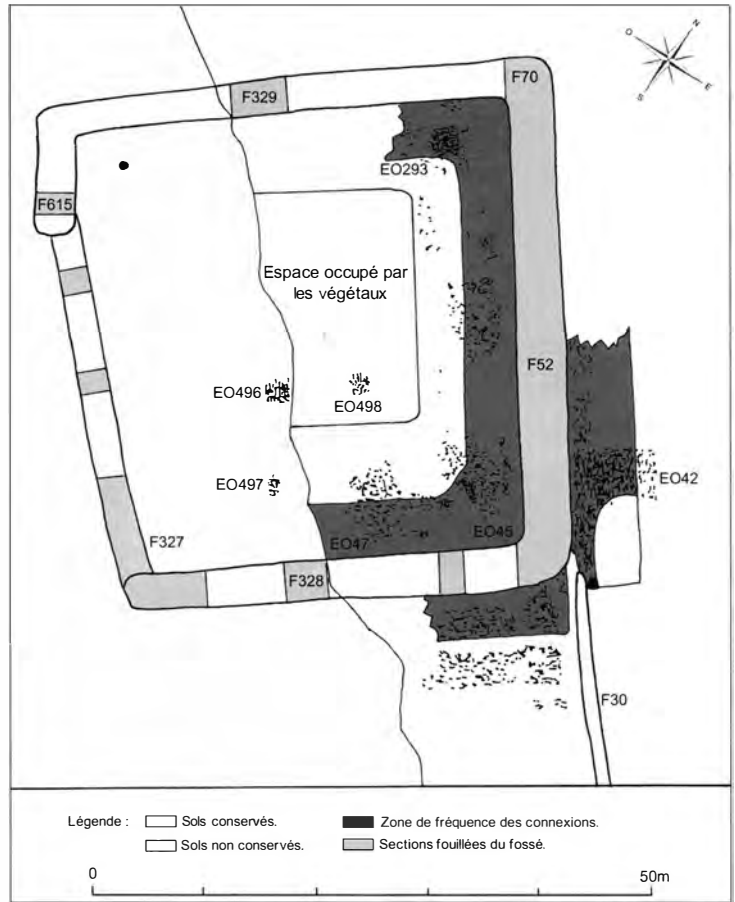 N
O
F70
F329
S
E
EO293
F615
Espace occupé par
les végétaux
F52
EO496
EO498
EO42
EO497
EO47
EO45
F327
F328
F30
Légende :
Sols conservés.
Zone de fréquence des connexions.
Sols non conservés.
Sections fouillées du fossé.
0
50m